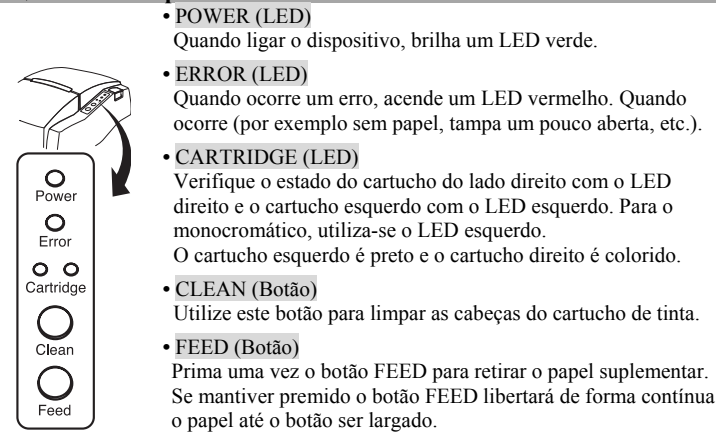 • POWER (LED)
Quando ligar o dispositivo, brilha um LED verde.
• ERROR (LED)
Quando ocorre um erro, acende um LED vermelho. Quando
ocorre (por exemplo sem papel, tampa um pouco aberta, etc.).
• CARTRIDGE (LED)
Verifique o estado do cartucho do lado direito com o LED
direito e o cartucho esquerdo com o LED esquerdo. Para o
monocromático, utiliza-se o LED esquerdo.
O cartucho esquerdo é preto e o cartucho direito é colorido.
• CLEAN (Botão)
Utilize este botão para limpar as cabeças do cartucho de tinta.
• FEED (Botão)
Prima uma vez o botão FEED para retirar o papel suplementar.
Se mantiver premido o botão FEED libertará de forma contínua
o papel até o botão ser largado.
Power
Error
Cartridge
Clean
Feed